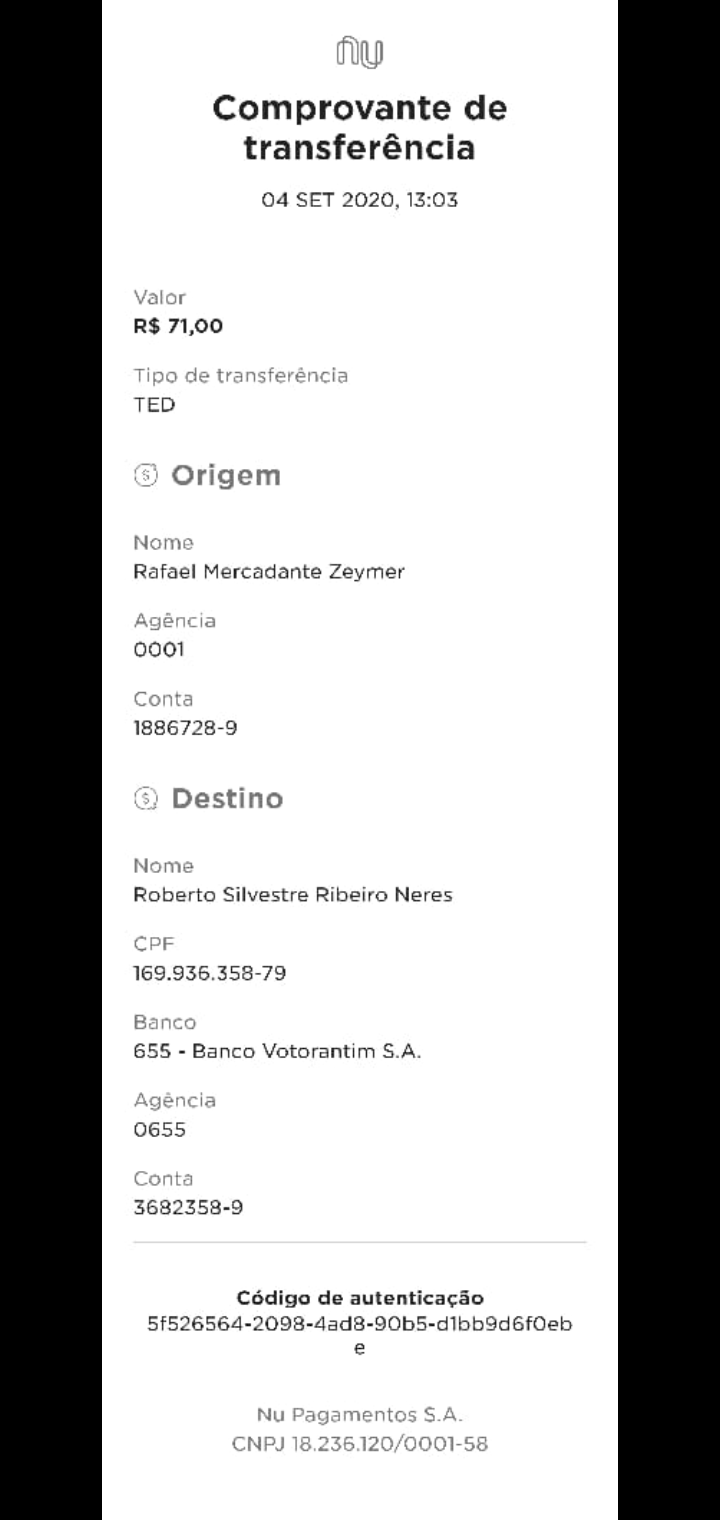 nu
Comprovante de
transferência
04 SET 2020, 13:03
Valor
R$ 71,00
Tipo de transferência
TED
Origem
Nome
Rafael Mercadante Zeymer
Agência
0001
Conta
1886728-9
Destino
Nome
Roberto Silvestre Ribeiro Neres
CPF
169.936.358-79
Banco
655 - Banco Votorantim S.A.
Agência
0655
Conta
3682358-9
Código de autenticação
5f526564-2098-4ad8-90b5-d1bb9d6f0eb
e
Nu Pagamentos S.A.
CNPJ 18.236.120/0001-58